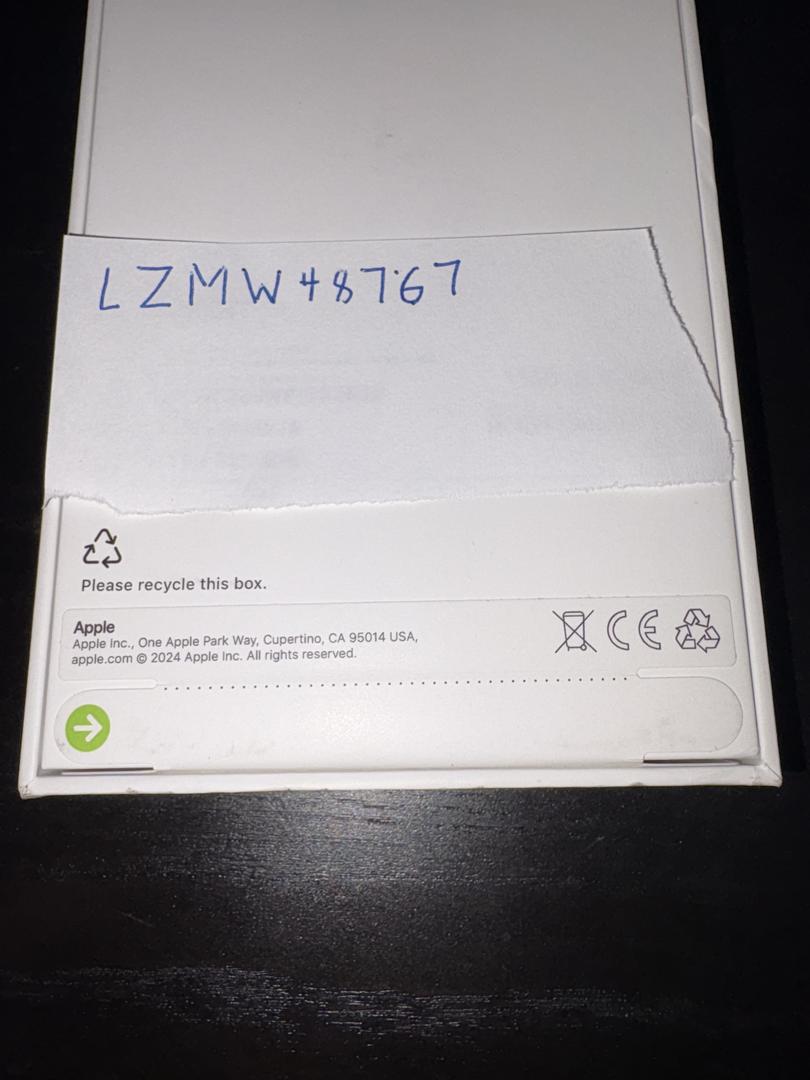 LZMW48767
Please recycle this box.
Apple
Apple Inc., One Apple Park Way, Cupertino, CA 95014 USA,
apple.com © 2024 Apple Inc. All rights reserved.
CE